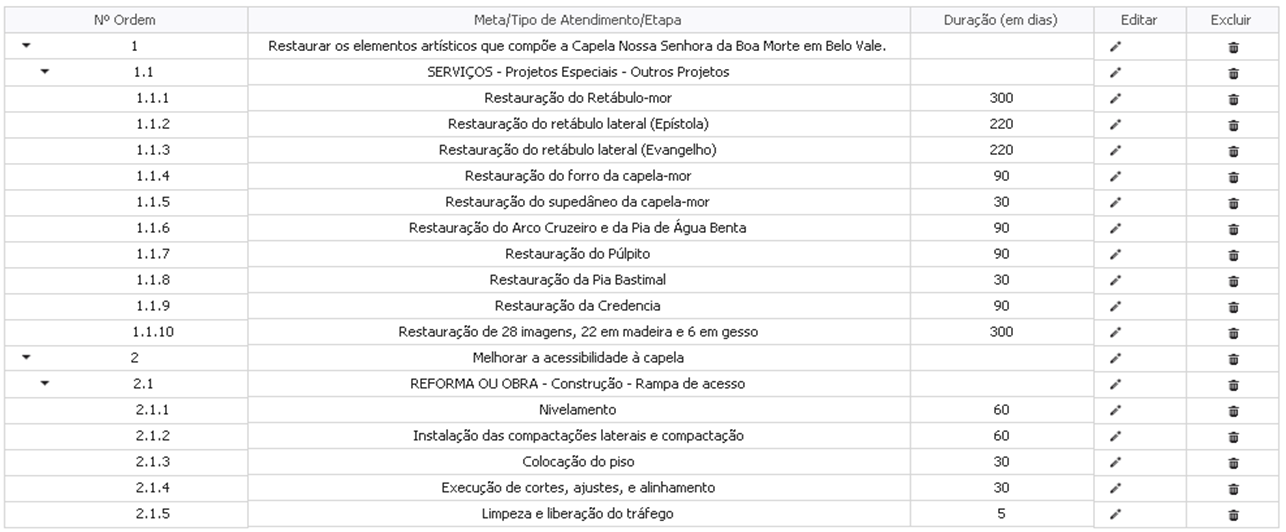 Nº Ordem Meta/Tipo de Atendimento/Etapa Duração (em dias) Editar Excluir
1 Restaurar os elementos artísticos que compõe a Capela Nossa Senhora da Boa Morte em Belo Vale.
1.1 SERVIÇOS - Projetos Especiais - Outros Projetos
1.1.1 Restauração do Retábulo-mor 300
1.1.2 Restauração do retábulo lateral (Epístola) 220
1.1.3 Restauração do retábulo lateral (Evangelho) 220
1.1.4 Restauração do forro da capela-mor 90
1.1.5 Restauração do supedâneo da capela-mor 30
1.1.6 Restauração do Arco Cruzeiro e da Pia de Água Benta 90
1.1.7 Restauração do Púlpito 90
1.1.8 Restauração da Pia Bastimal 30
1.1.9 Restauração da Credencia 90
1.1.10 Restauração de 28 imagens, 22 em madeira e 6 em gesso 300
2 Melhorar a acessibilidade à capela
2.1 REFORMA OU OBRA - Construção - Rampa de acesso
2.1.1 Nivelamento 60
2.1.2 Instalação das compactações laterais e compactação 60
2.1.3 Colocação do piso 30
2.1.4 Execução de cortes, ajustes, e alinhamento 30
2.1.5 Limpeza e liberação do tráfego 5